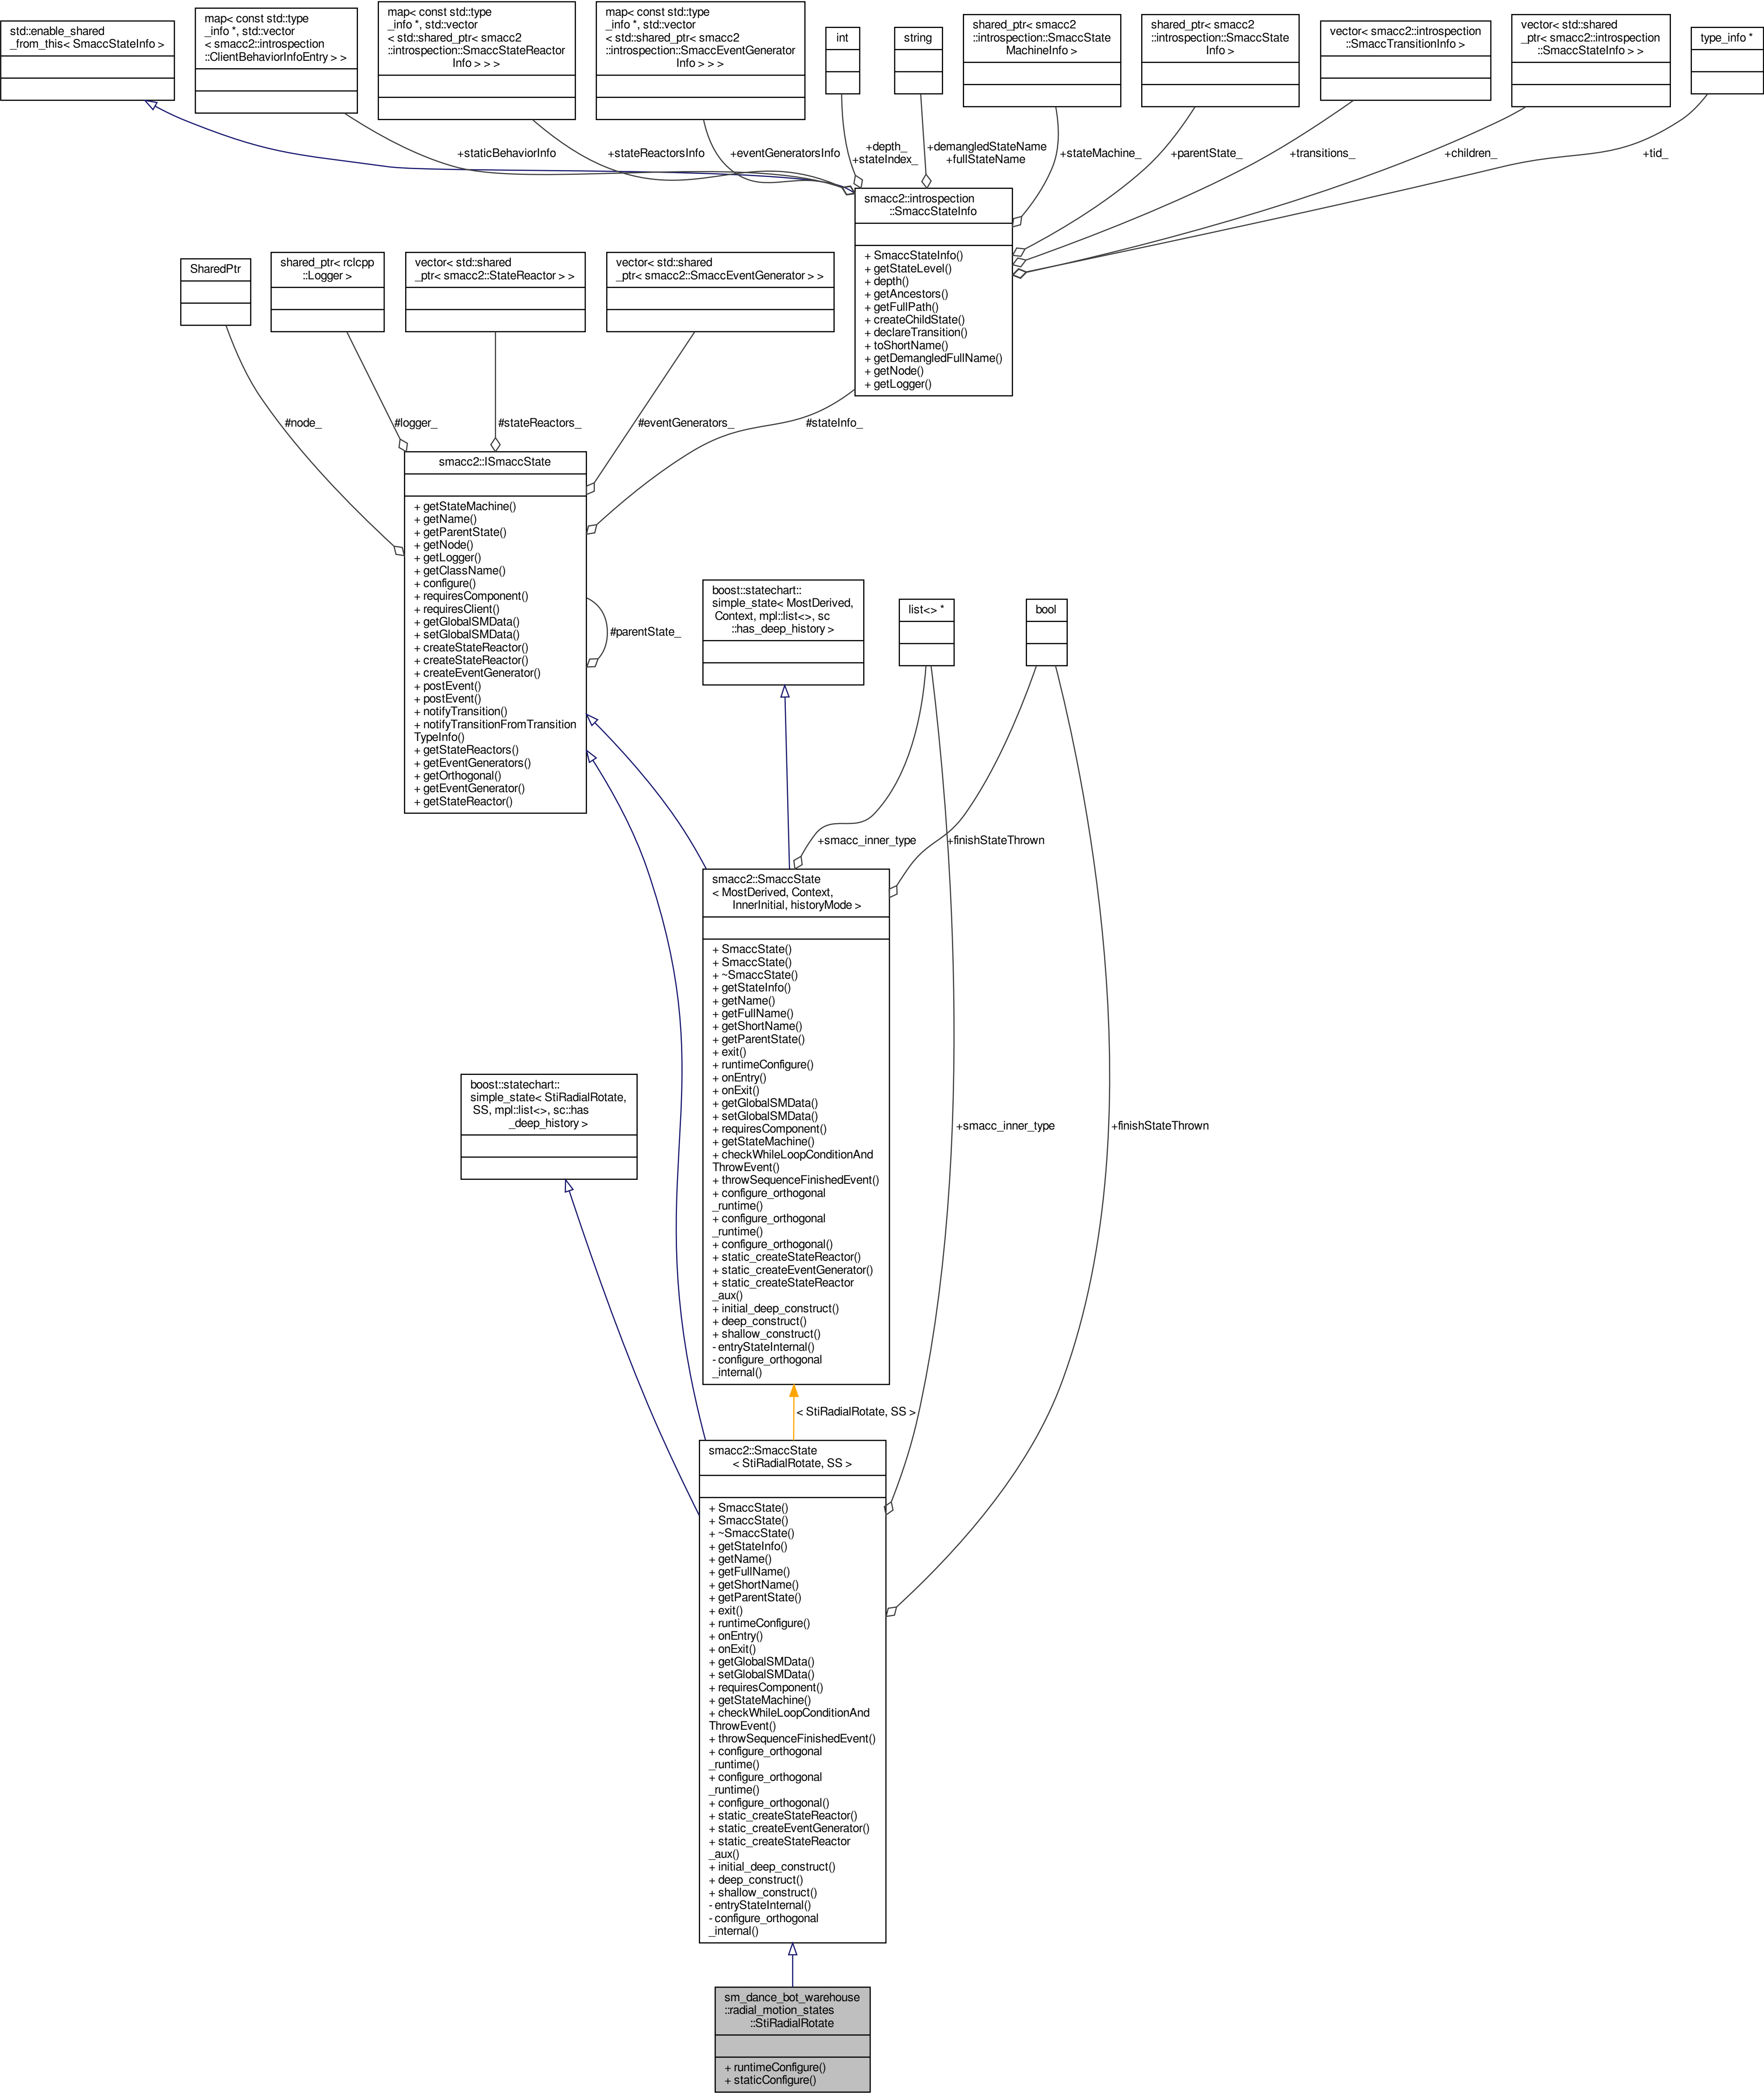 std::enable_shared
_from_this< SmaccStateInfo >
map< const std::type
_info *, std::vector
< smacc2::introspection
::ClientBehaviorInfoEntry > >
map< const std::type
_info *, std::vector
< std::shared_ptr< smacc2
::introspection::SmaccStateReactor
Info > > >
map< const std::type
_info *, std::vector
< std::shared_ptr< smacc2
::introspection::SmaccEventGenerator
Info > > >
int
string
shared_ptr< smacc2
::introspection::SmaccState
MachineInfo >
shared_ptr< smacc2
::introspection::SmaccState
Info >
vector< smacc2::introspection
::SmaccTransitionInfo >
vector< std::shared
_ptr< smacc2::introspection
::SmaccStateInfo > >
type_info *
+staticBehaviorInfo
+stateReactorsInfo
+eventGeneratorsInfo
+depth_
+stateIndex_
+demangledStateName
+fullStateName
+stateMachine_
+parentState_
+transitions_
+children_
+tid_
smacc2::introspection
::SmaccStateInfo
+ SmaccStateInfo()
+ getStateLevel()
+ depth()
+ getAncestors()
+ getFullPath()
+ createChildState()
+ declareTransition()
+ toShortName()
+ getDemangledFullName()
+ getNode()
+ getLogger()
SharedPtr
shared_ptr< rclcpp
::Logger >
vector< std::shared
_ptr< smacc2::StateReactor > >
vector< std::shared
_ptr< smacc2::SmaccEventGenerator > >
#node_
#logger_
#stateReactors_
#eventGenerators_
#stateInfo_
smacc2::ISmaccState
+ getStateMachine()
+ getName()
+ getParentState()
+ getNode()
+ getLogger()
+ getClassName()
+ configure()
+ requiresComponent()
+ requiresClient()
+ getGlobalSMData()
+ setGlobalSMData()
+ createStateReactor()
+ createStateReactor()
+ createEventGenerator()
+ postEvent()
+ postEvent()
+ notifyTransition()
+ notifyTransitionFromTransition
TypeInfo()
+ getStateReactors()
+ getEventGenerators()
+ getOrthogonal()
+ getEventGenerator()
+ getStateReactor()
#parentState_
boost::statechart::
simple_state< MostDerived,
Context, mpl::list<>, sc
::has_deep_history >
list<> *
bool
+smacc_inner_type
+finishStateThrown
smacc2::SmaccState
< MostDerived, Context,
InnerInitial, historyMode >
+ SmaccState()
+ SmaccState()
+ ~SmaccState()
+ getStateInfo()
+ getName()
+ getFullName()
+ getShortName()
+ getParentState()
+ exit()
+ runtimeConfigure()
+ onEntry()
+ onExit()
+ getGlobalSMData()
+ setGlobalSMData()
+ requiresComponent()
+ getStateMachine()
+ checkWhileLoopConditionAnd
ThrowEvent()
+ throwSequenceFinishedEvent()
+ configure_orthogonal
_runtime()
+ configure_orthogonal
_runtime()
+ configure_orthogonal()
+ static_createStateReactor()
+ static_createEventGenerator()
+ static_createStateReactor
_aux()
+ initial_deep_construct()
+ deep_construct()
+ shallow_construct()
- entryStateInternal()
- configure_orthogonal
_internal()
boost::statechart::
simple_state< StiRadialRotate,
SS, mpl::list<>, sc::has
_deep_history >
+smacc_inner_type
+finishStateThrown
< StiRadialRotate, SS >
smacc2::SmaccState
< StiRadialRotate, SS >
+ SmaccState()
+ SmaccState()
+ ~SmaccState()
+ getStateInfo()
+ getName()
+ getFullName()
+ getShortName()
+ getParentState()
+ exit()
+ runtimeConfigure()
+ onEntry()
+ onExit()
+ getGlobalSMData()
+ setGlobalSMData()
+ requiresComponent()
+ getStateMachine()
+ checkWhileLoopConditionAnd
ThrowEvent()
+ throwSequenceFinishedEvent()
+ configure_orthogonal
_runtime()
+ configure_orthogonal
_runtime()
+ configure_orthogonal()
+ static_createStateReactor()
+ static_createEventGenerator()
+ static_createStateReactor
_aux()
+ initial_deep_construct()
+ deep_construct()
+ shallow_construct()
- entryStateInternal()
- configure_orthogonal
_internal()
sm_dance_bot_warehouse
::radial_motion_states
::StiRadialRotate
+ runtimeConfigure()
+ staticConfigure()